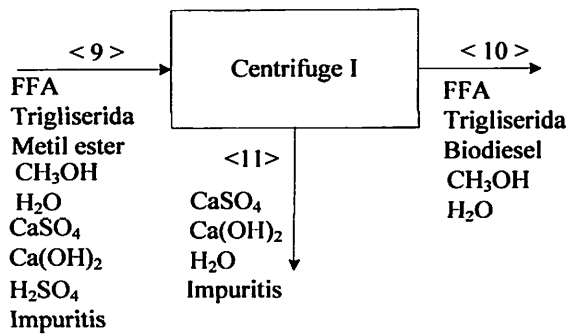 < 9 >
FFA
Trigliserida
Metil ester
CH₃OH
H₂O
CaSO₄
Ca(OH)₂
H₂SO₄
Impuritis
Centrifuge I
<11>
CaSO₄
Ca(OH)₂
H₂O
Impuritis
< 10 >
FFA
Trigliserida
Biodiesel
CH₃OH
H₂O